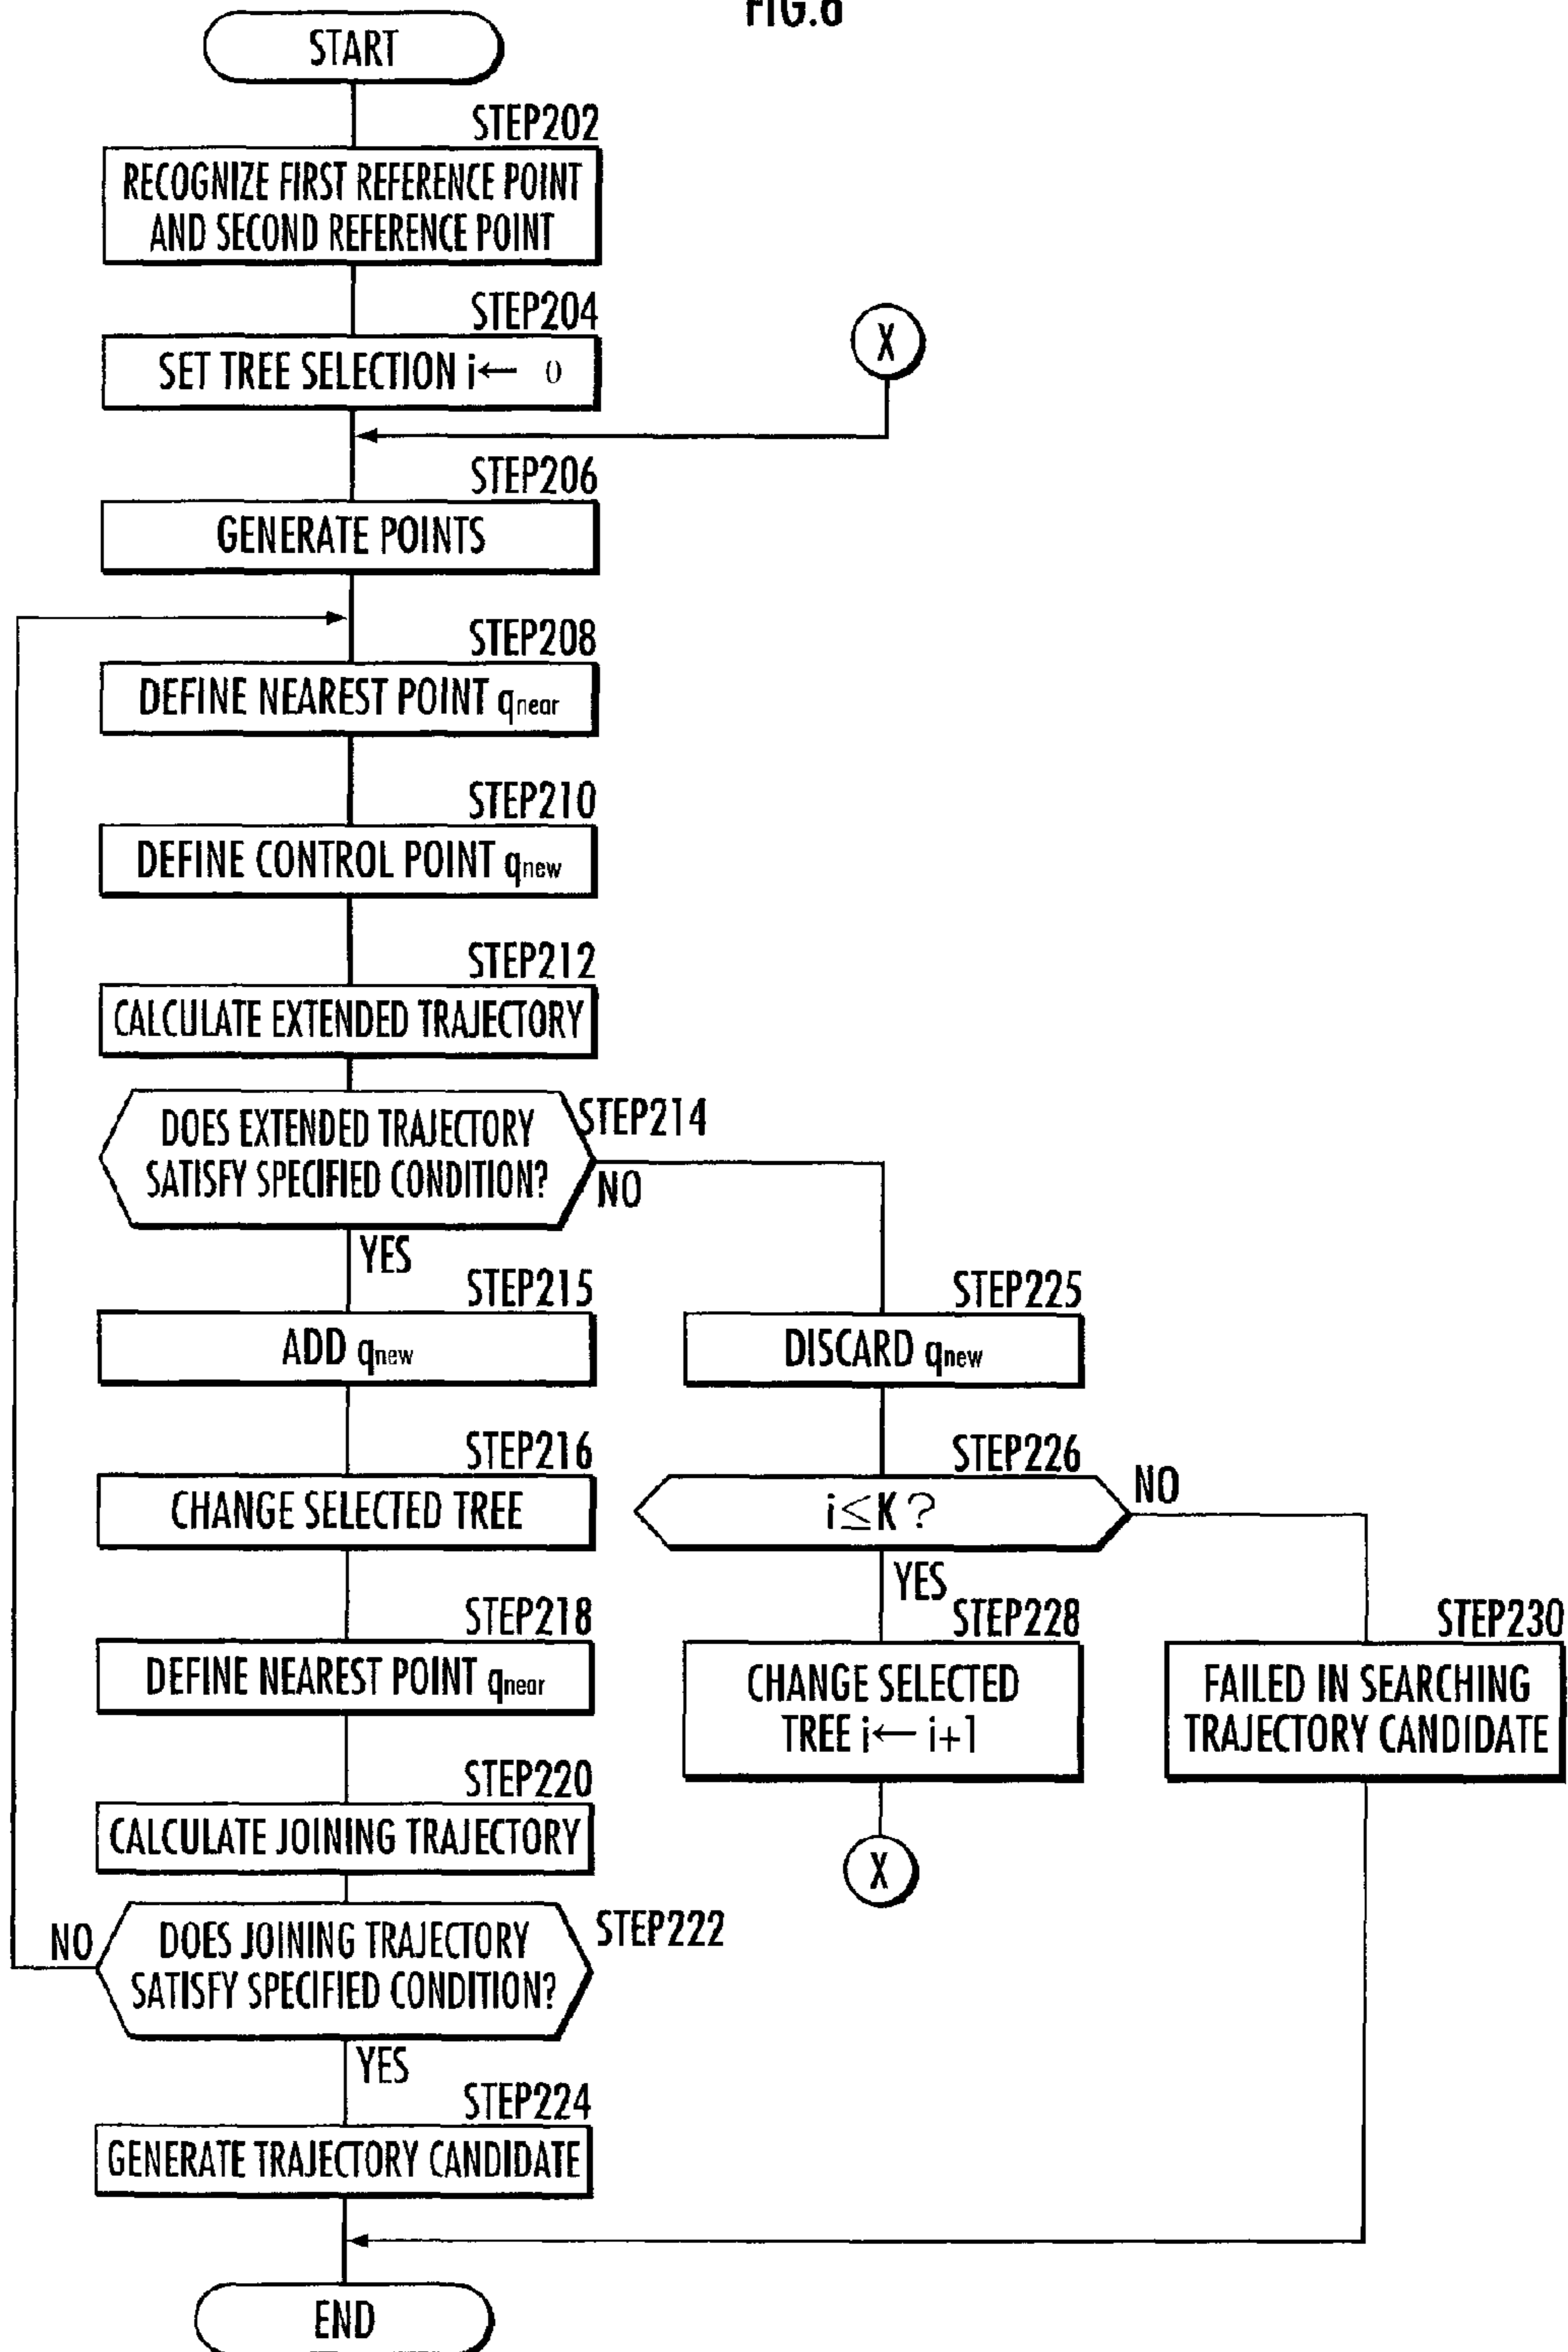 FIG.6
START
STEP202
RECOGNIZE FIRST REFERENCE POINT
AND SECOND REFERENCE POINT
STEP204
SET TREE SELECTION i← 0
X
STEP206
GENERATE POINTS
STEP208
DEFINE NEAREST POINT qnear
STEP210
DEFINE CONTROL POINT qnew
STEP212
CALCULATE EXTENDED TRAJECTORY
STEP214
DOES EXTENDED TRAJECTORY
SATISFY SPECIFIED CONDITION?
NO
YES
STEP215
ADD qnew
STEP225
DISCARD qnew
STEP216
CHANGE SELECTED TREE
STEP226
i≤K?
NO
YES
STEP218
DEFINE NEAREST POINT qnear
STEP228
CHANGE SELECTED
TREE i← i+1
STEP230
FAILED IN SEARCHING
TRAJECTORY CANDIDATE
STEP220
CALCULATE JOINING TRAJECTORY
X
STEP222
NO
DOES JOINING TRAJECTORY
SATISFY SPECIFIED CONDITION?
YES
STEP224
GENERATE TRAJECTORY CANDIDATE
END